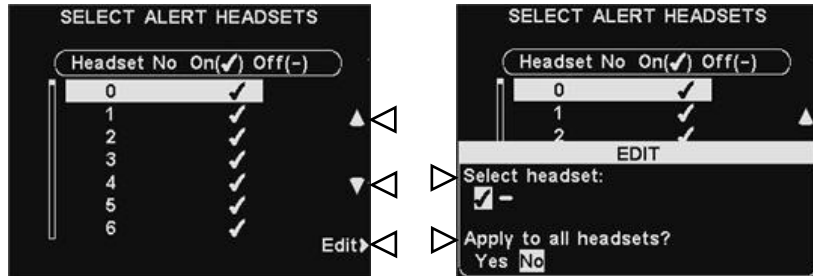 SELECT ALERT HEADSETS
Headset No On(✓) Off(-)
0 ✓
1 ✓
2 ✓
3 ✓
4 ✓
5 ✓
6 ✓
Edit
SELECT ALERT HEADSETS
Headset No On(✓) Off(-)
0 ✓
1 ✓
2 ✓
EDIT
Select headset:
✓ -
Apply to all headsets?
Yes No